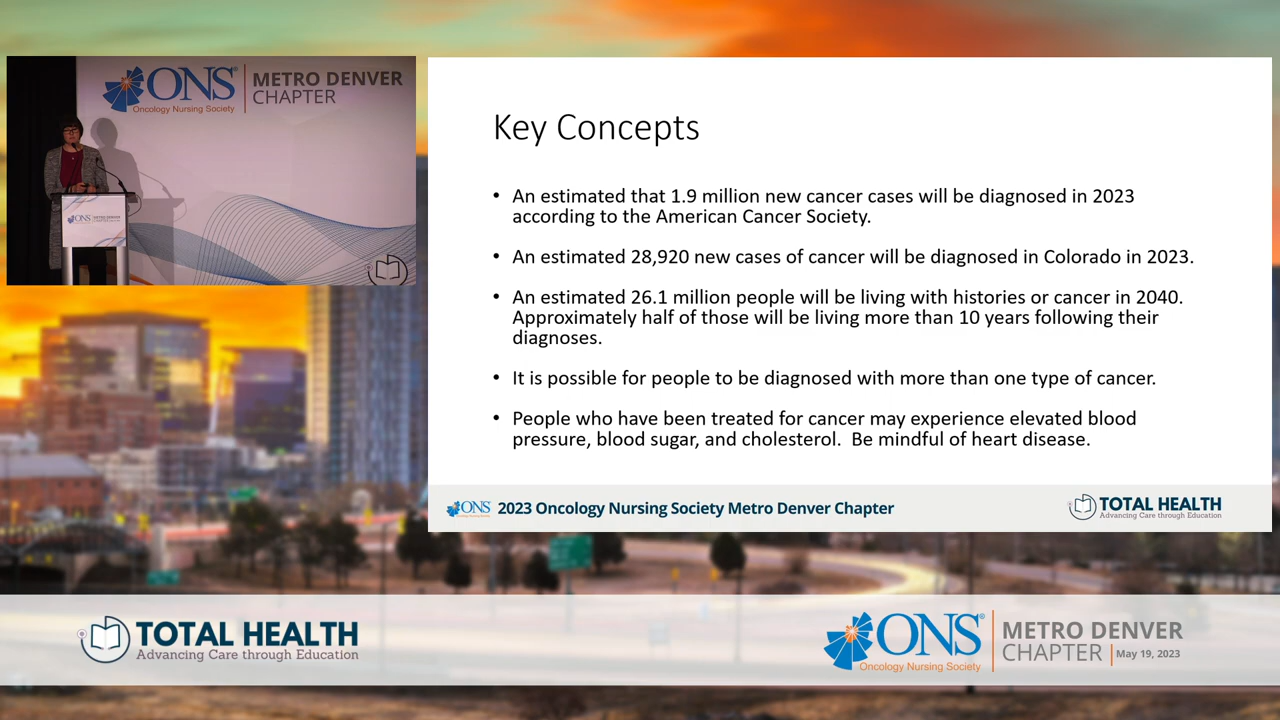 ONS
METRO DENVER
CHAPTER
Oncology Nursing Society
ONS
Key Concepts
• An estimated that 1.9 million new cancer cases will be diagnosed in 2023
according to the American Cancer Society.
• An estimated 28,920 new cases of cancer will be diagnosed in Colorado in 2023.
• An estimated 26.1 million people will be living with histories or cancer in 2040.
Approximately half of those will be living more than 10 years following their
diagnoses.
• It is possible for people to be diagnosed with more than one type of cancer.
• People who have been treated for cancer may experience elevated blood
pressure, blood sugar, and cholesterol. Be mindful of heart disease.
ONS 2023 Oncology Nursing Society Metro Denver Chapter
TOTAL HEALTH
Advancing Care through Education
TOTAL HEALTH
Advancing Care through Education
ONS®
Oncology Nursing Society
METRO DENVER
CHAPTER | May 19, 2023